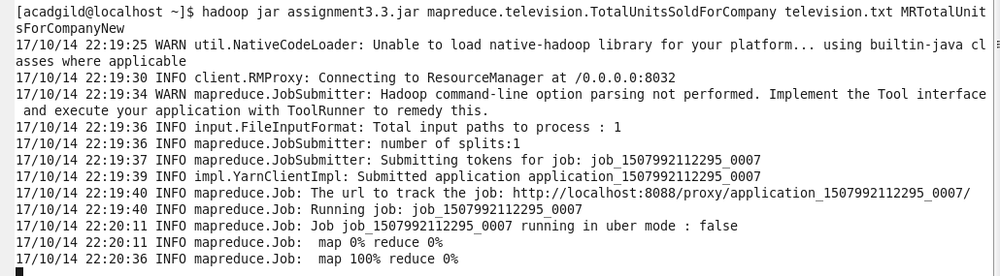 [acadgild@localhost ~]$ hadoop jar assignment3.3.jar mapreduce.television.TotalUnitsSoldForCompany television.txt MRTotalUnit
sForCompanyNew
17/10/14 22:19:25 WARN util.NativeCodeLoader: Unable to load native-hadoop library for your platform... using builtin-java cl
asses where applicable
17/10/14 22:19:30 INFO client.RMProxy: Connecting to ResourceManager at /0.0.0.0:8032
17/10/14 22:19:34 WARN mapreduce.JobSubmitter: Hadoop command-line option parsing not performed. Implement the Tool interface
 and execute your application with ToolRunner to remedy this.
17/10/14 22:19:36 INFO input.FileInputFormat: Total input paths to process : 1
17/10/14 22:19:36 INFO mapreduce.JobSubmitter: number of splits:1
17/10/14 22:19:37 INFO mapreduce.JobSubmitter: Submitting tokens for job: job_1507992112295_0007
17/10/14 22:19:39 INFO impl.YarnClientImpl: Submitted application application_1507992112295_0007
17/10/14 22:19:40 INFO mapreduce.Job: The url to track the job: http://localhost:8088/proxy/application_1507992112295_0007/
17/10/14 22:19:40 INFO mapreduce.Job: Running job: job_1507992112295_0007
17/10/14 22:20:11 INFO mapreduce.Job: Job job_1507992112295_0007 running in uber mode : false
17/10/14 22:20:11 INFO mapreduce.Job:  map 0% reduce 0%
17/10/14 22:20:36 INFO mapreduce.Job:  map 100% reduce 0%